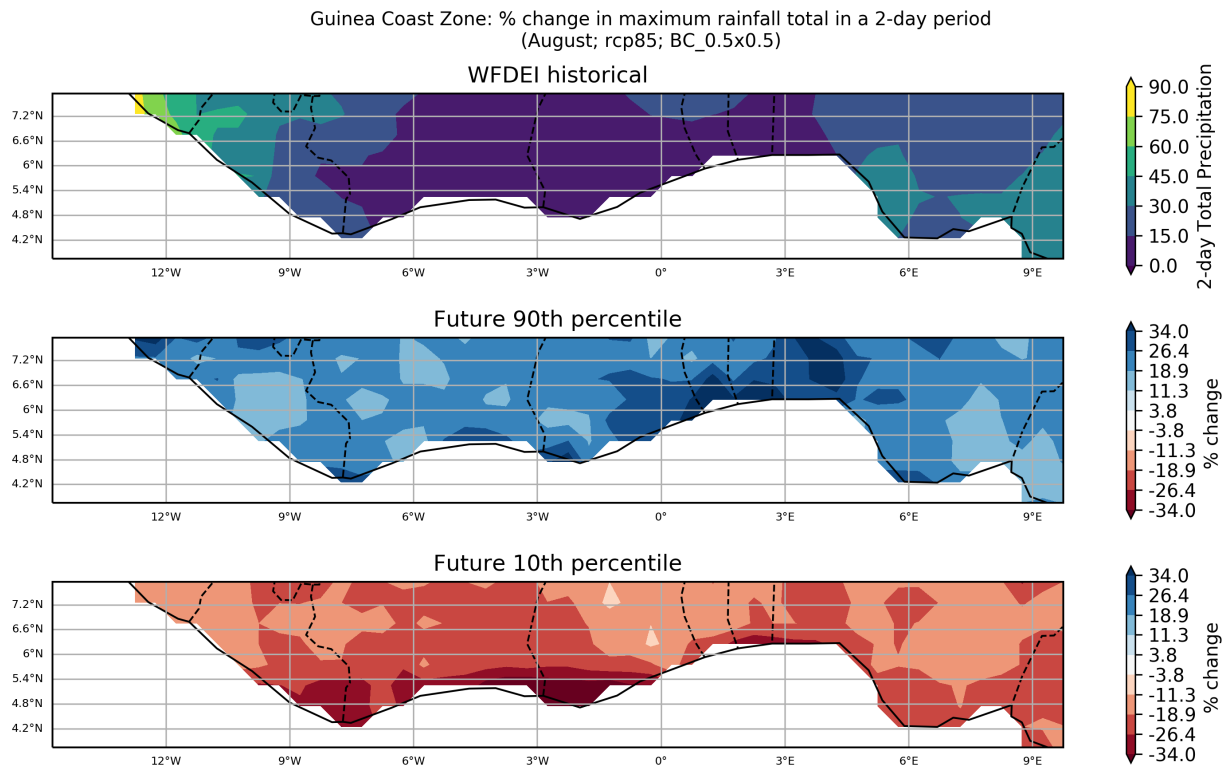 Guinea Coast Zone: % change in maximum rainfall total in a 2-day period
(August; rcp85; BC_0.5x0.5)
WFDEI historical
7.2°N
6.6°N
6°N
5.4°N
4.8°N
4.2°N
12°W
9°W
6°W
3°W
0°
3°E
6°E
9°E
90.0
75.0
60.0
45.0
30.0
15.0
0.0
2-day Total Precipitation
Future 90th percentile
7.2°N
6.6°N
6°N
5.4°N
4.8°N
4.2°N
12°W
9°W
6°W
3°W
0°
3°E
6°E
9°E
34.0
26.4
18.9
11.3
3.8
-3.8
-11.3
-18.9
-26.4
-34.0
% change
Future 10th percentile
7.2°N
6.6°N
6°N
5.4°N
4.8°N
4.2°N
12°W
9°W
6°W
3°W
0°
3°E
6°E
9°E
34.0
26.4
18.9
11.3
3.8
-3.8
-11.3
-18.9
-26.4
-34.0
% change